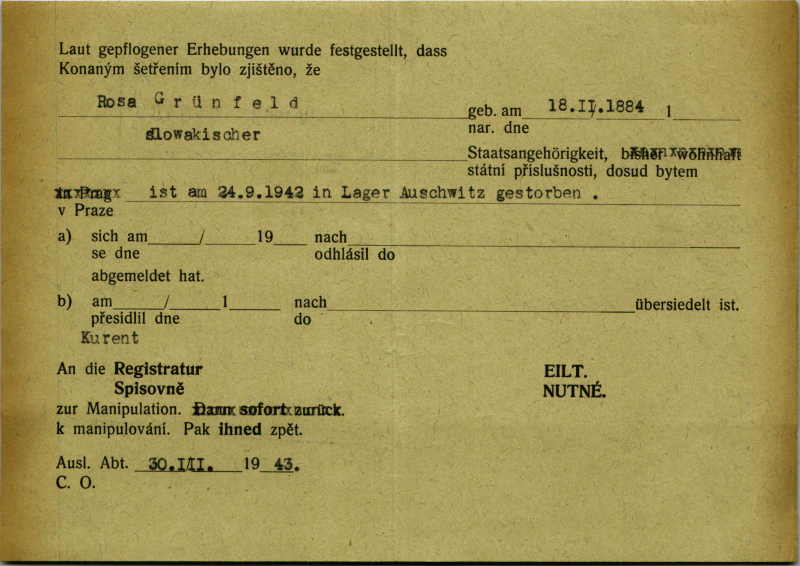 Laut gepflogener Erhebungen wurde festgestellt, dass
Konaným šetřením bylo zjištěno, že
Rosa Grünfeld geb. am 18.II.1884 1
nar. dne
slowakischer Staatsangehörigkeit, bisher wohnhaft
státní příslušnosti, dosud bytem
in Prag ist am 24.9.1942 in Lager Auschwitz gestorben .
v Praze
a) sich am / 19 nach
se dne odhlásil do
abgemeldet hat.
b) am / 1 nach übersiedelt ist.
přesídlil dne do
Kurent
An die Registratur EILT.
Spisovně NUTNÉ.
zur Manipulation. Dann sofort zurück.
k manipulování. Pak ihned zpět.
Ausl. Abt. 30.III. 19 43.
C. O.